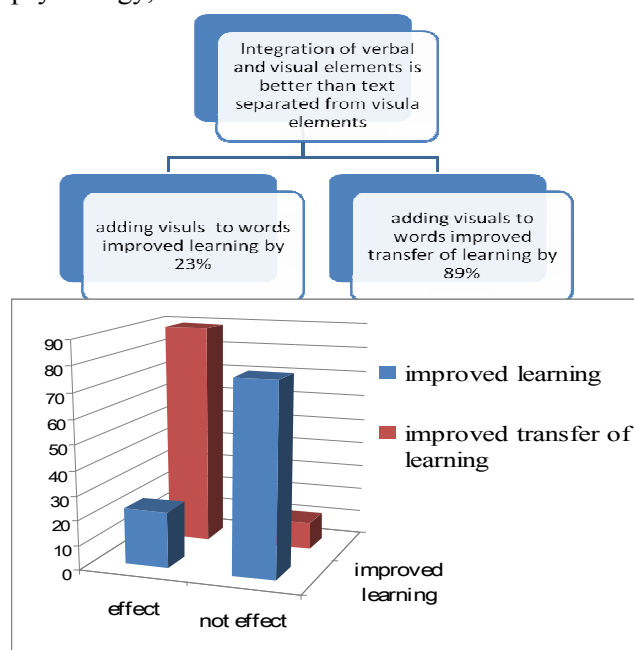 Integration of verbal
and visual elements is
better than text
separated from visula
elements
adding visuls to words
improved learning by
23%
adding visuals to
words improved
transfer of learning by
89%
90
80
70
60
50
40
30
20
10
0
effect
not effect
improved
learning
improved learning
improved transfer of
learning